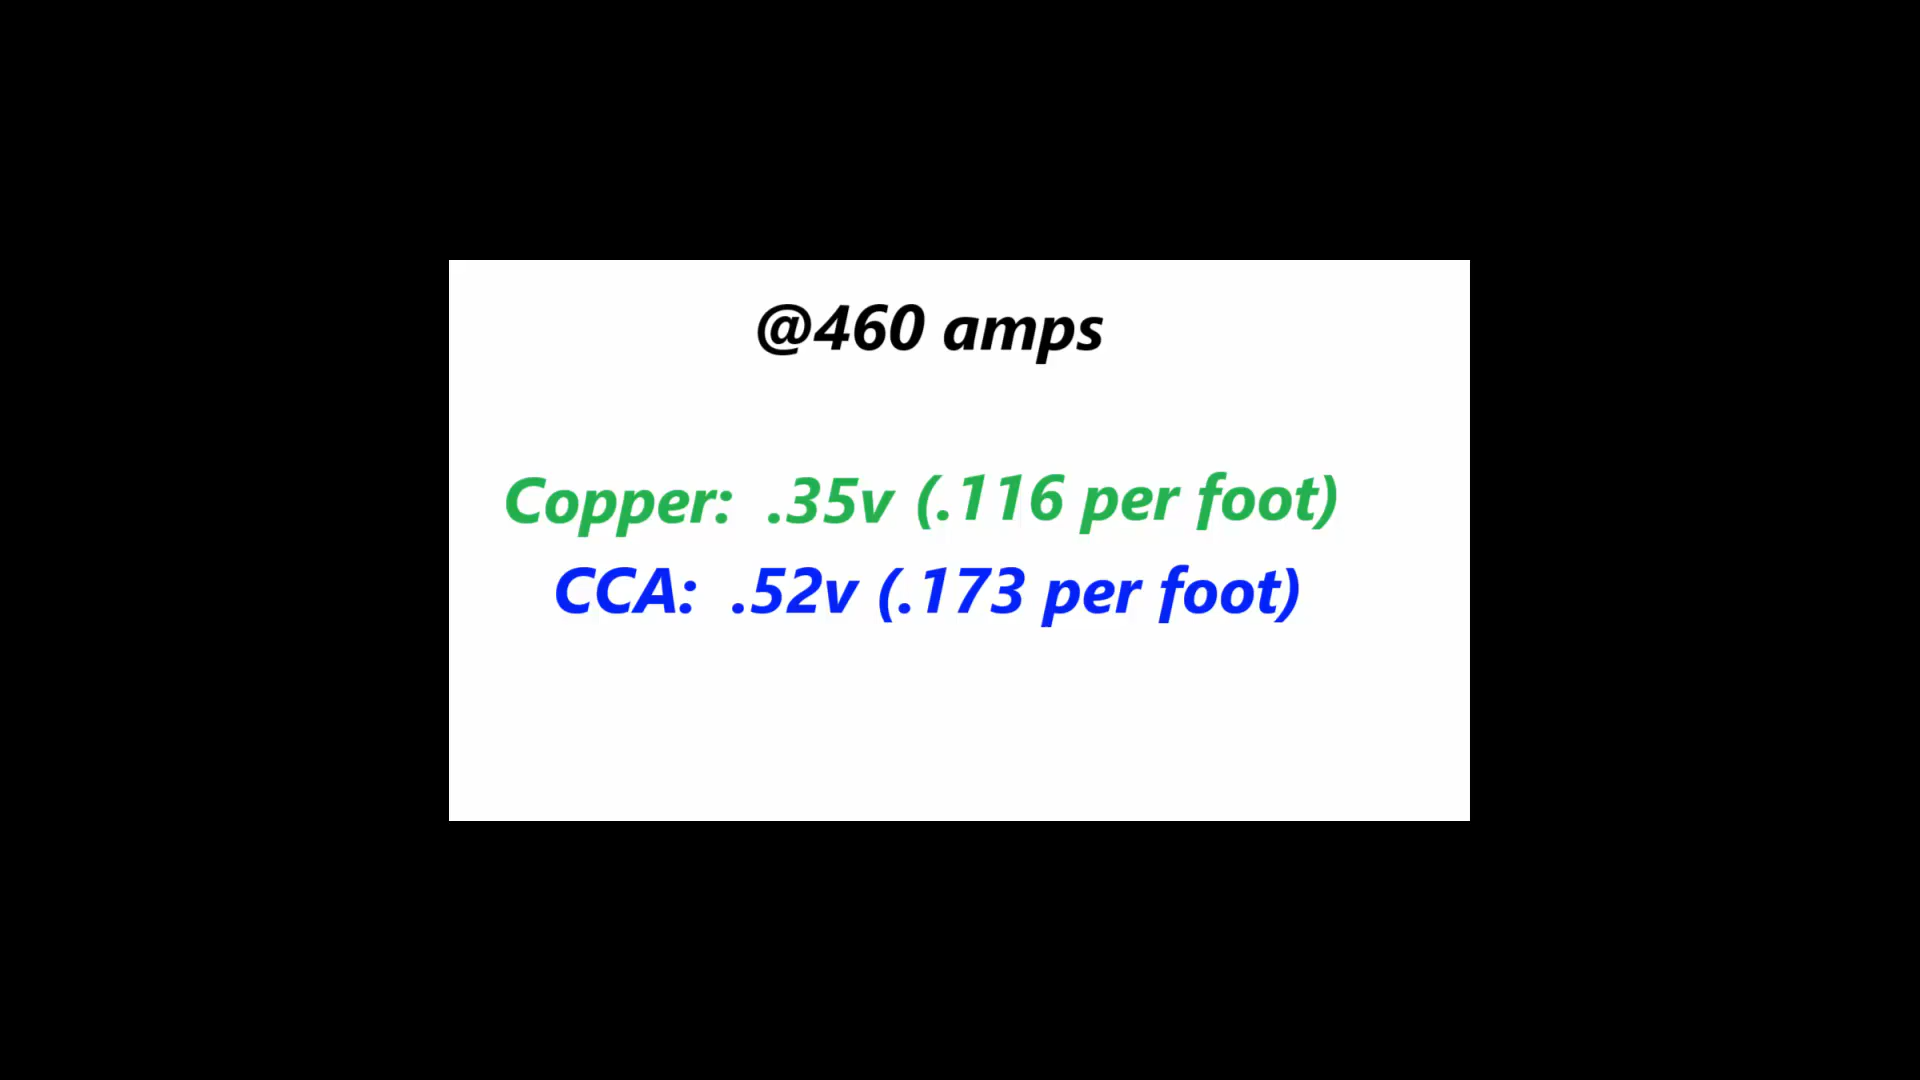 @460 amps
Copper: .35v (.116 per foot)
CCA: .52v (.173 per foot)